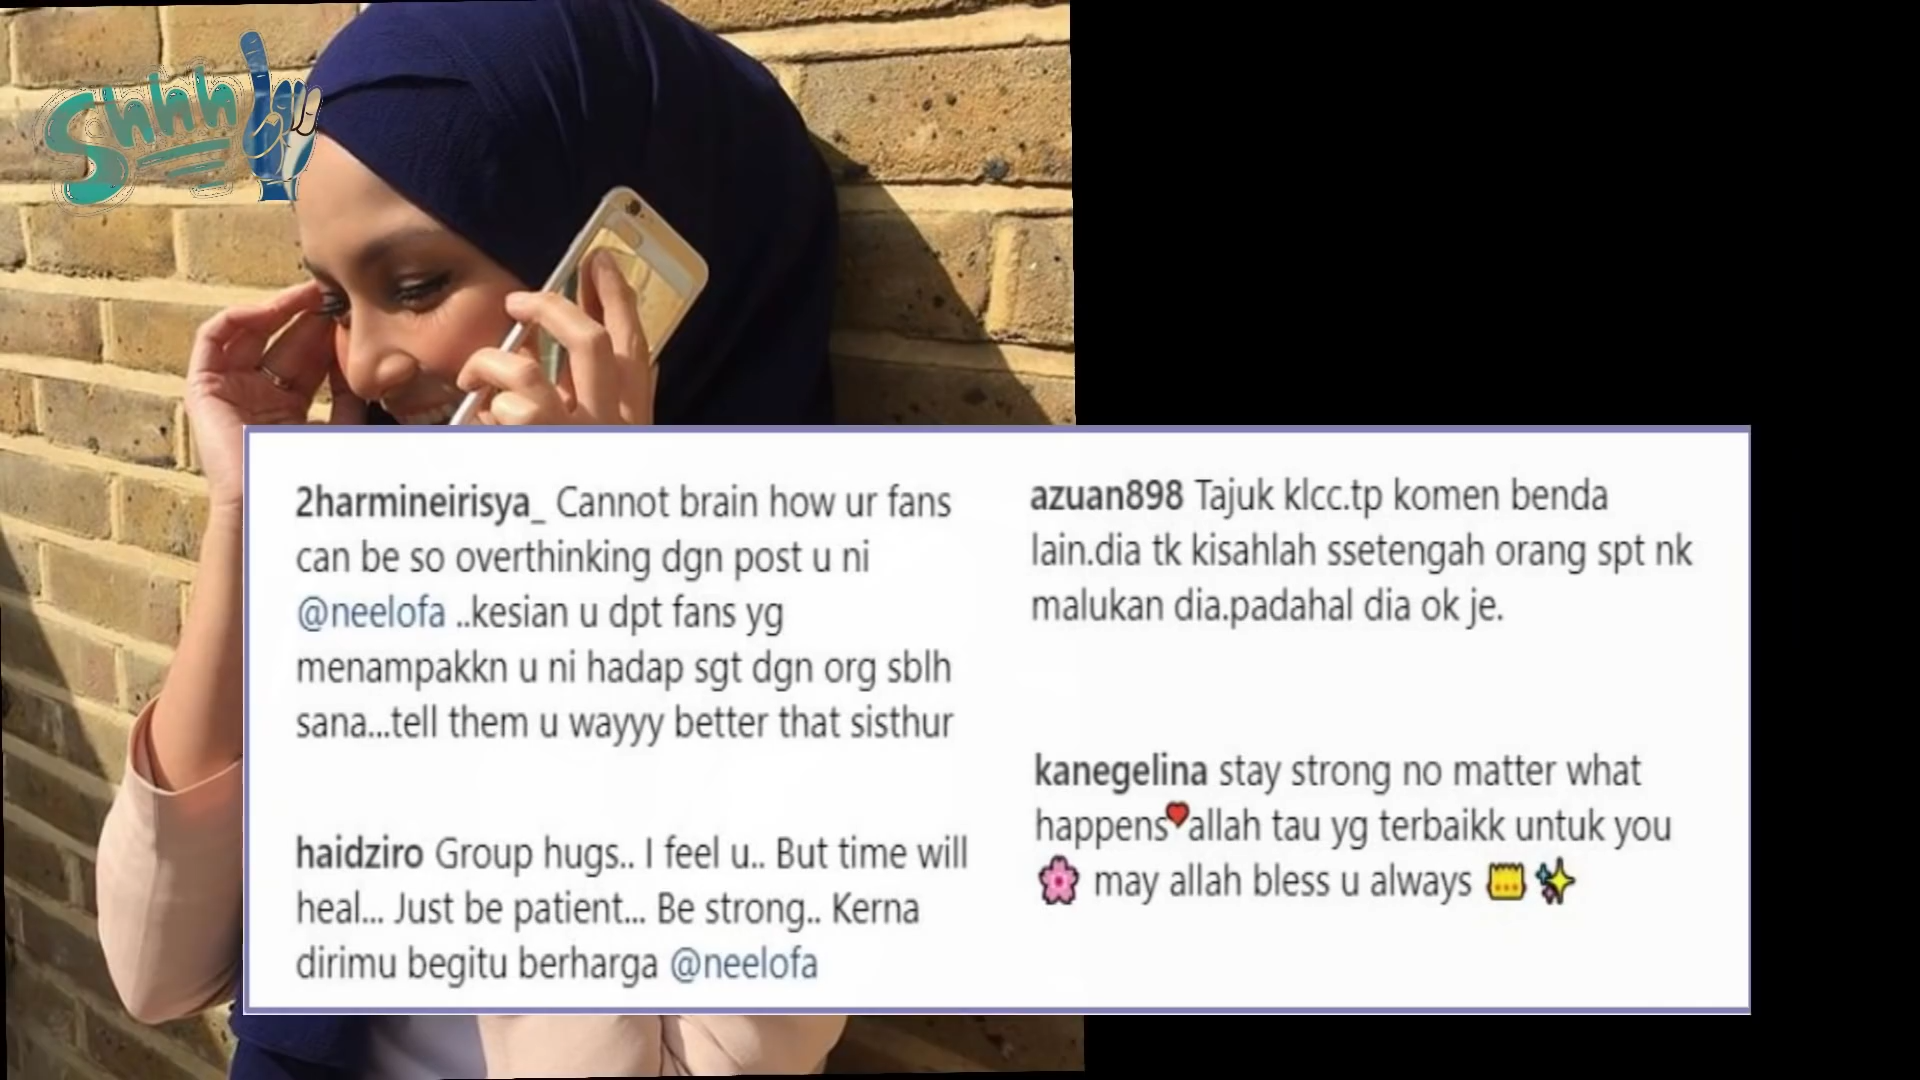 Shhh
2harmineirisya_ Cannot brain how ur fans
can be so overthinking dgn post u ni
@neelofa ..kesian u dpt fans yg
menampakkn u ni hadap sgt dgn org sblh
sana...tell them u wayyy better that sisthur
haidziro Group hugs.. I feel u.. But time will
heal... Just be patient... Be strong.. Kerna
dirimu begitu berharga @neelofa
azuan898 Tajuk klcc.tp komen benda
lain.dia tk kisahlah ssetengah orang spt nk
malukan dia.padahal dia ok je.
kanegelina stay strong no matter what
happens❤allah tau yg terbaikk untuk you
🌸 may allah bless u always ✨